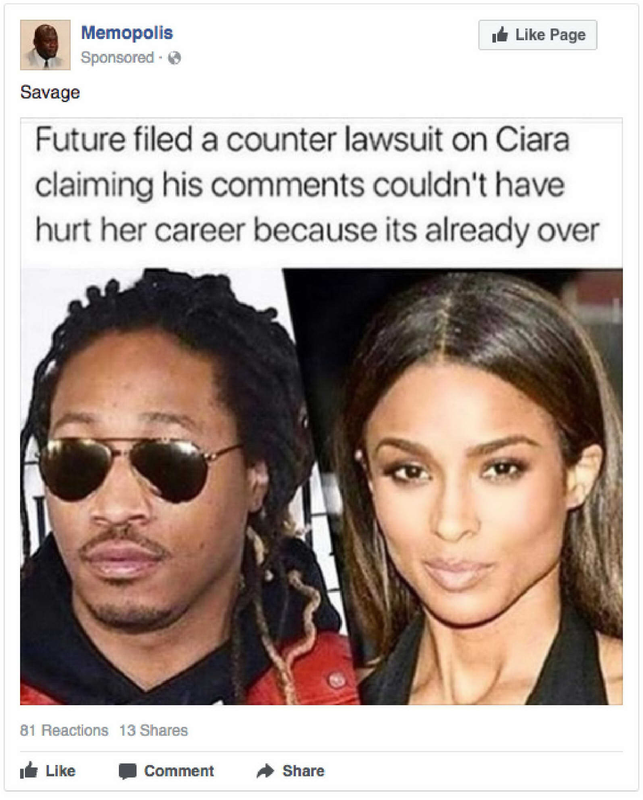 Memopolis
Like Page
Sponsored ·
Savage
Future filed a counter lawsuit on Ciara
claiming his comments couldn't have
hurt her career because its already over
81 Reactions 13 Shares
Like Comment Share